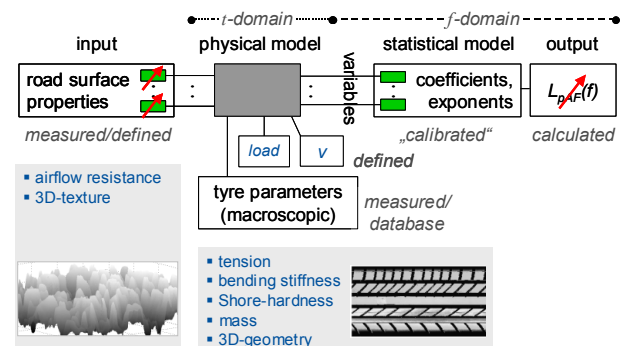 t-domain
f-domain
input
physical model
variables
statistical model
output
road surface
properties
coefficients,
exponents
LpAF(f)
measured/defined
„calibrated“
calculated
load
v
defined
tyre parameters
(macroscopic)
measured/
database
▪ airflow resistance
▪ 3D-texture
▪ tension
▪ bending stiffness
▪ Shore-hardness
▪ mass
▪ 3D-geometry